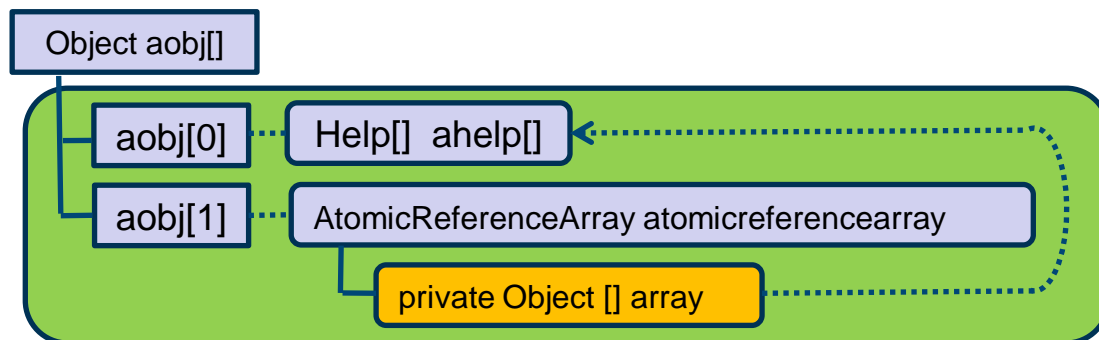 Object aobj[]
aobj[0]
Help[] ahelp[]
aobj[1]
AtomicReferenceArray atomicreferencearray
private Object [] array